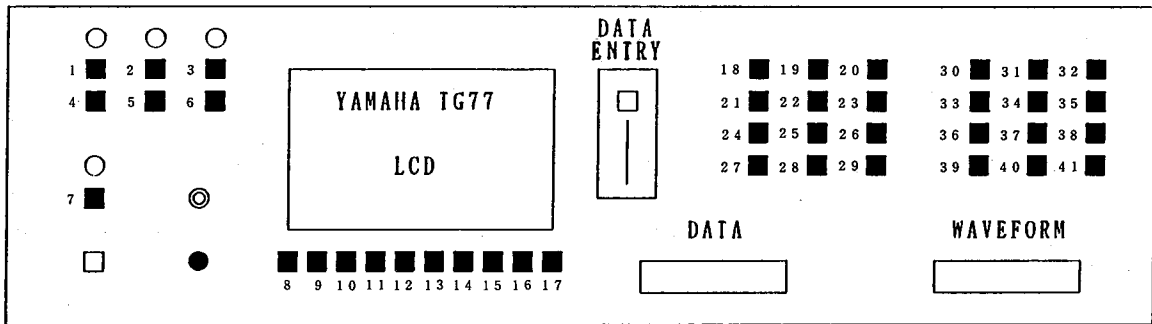 DATA
ENTRY
1 2 3
4 5 6
YAMAHA TG77
LCD
7
8 9 10 11 12 13 14 15 16 17
18 19 20
21 22 23
24 25 26
27 28 29
30 31 32
33 34 35
36 37 38
39 40 41
DATA
WAVEFORM